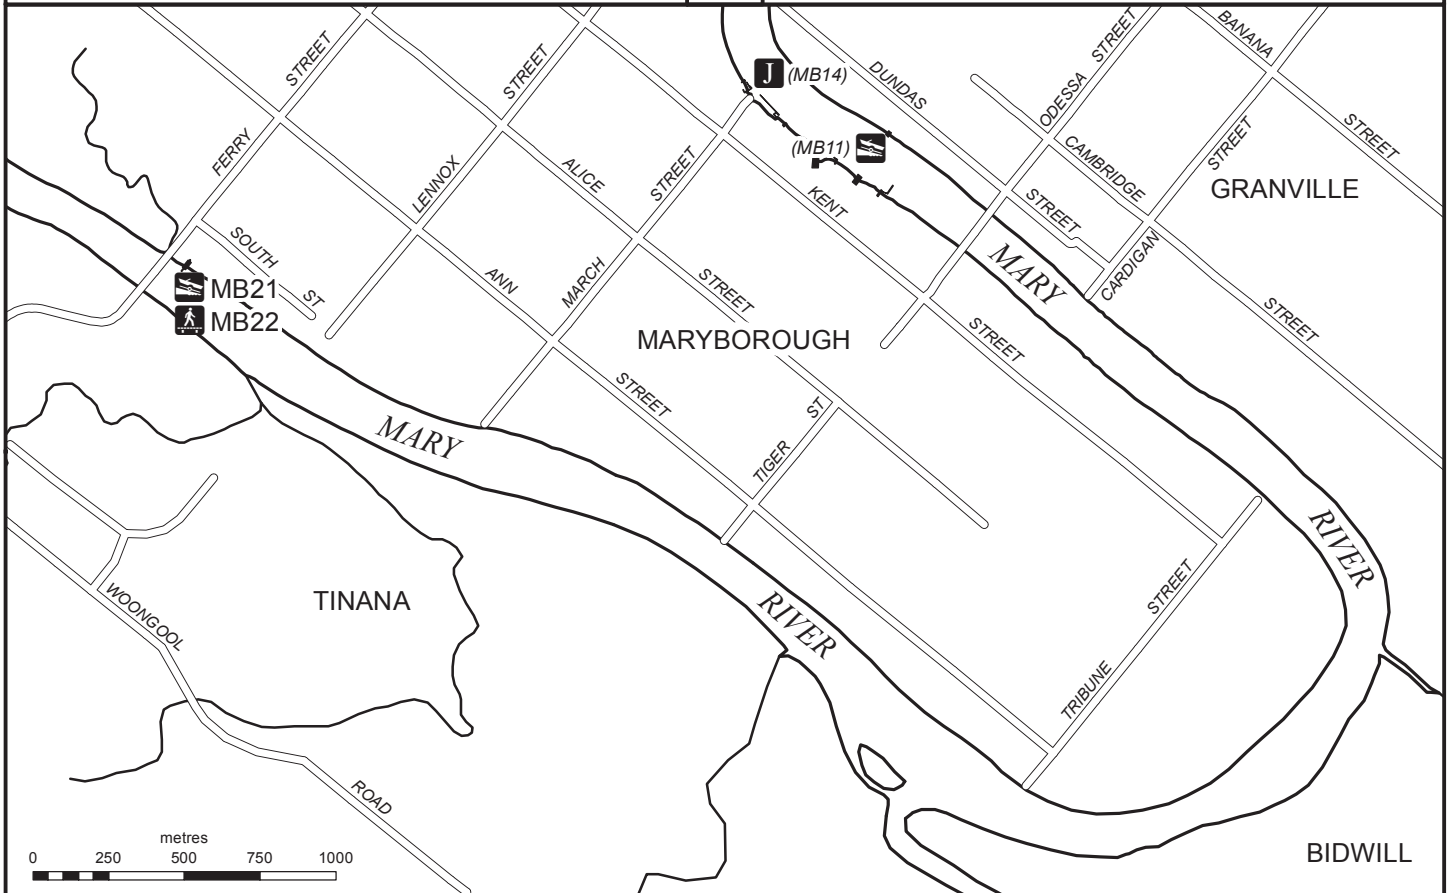 BANANA
STREET
STREET
STREET
STREET
J (MB14)
DUNDAS
ODESSA
STREET
FERRY
(MB11)
STREET
CAMBRIDGE
LENNOX
ALICE
STREET
KENT
STREET
GRANVILLE
SOUTH
ST
MB21
MB22
ANN
MARCH
STREET
MARY
CARDIGAN
STREET
MARYBOROUGH
STREET
STREET
ST
MARY
TIGER
RIVER
STREET
TINANA
WOONGOOL
RIVER
TRIBUNE
ROAD
metres
0 250 500 750 1000
BIDWILL